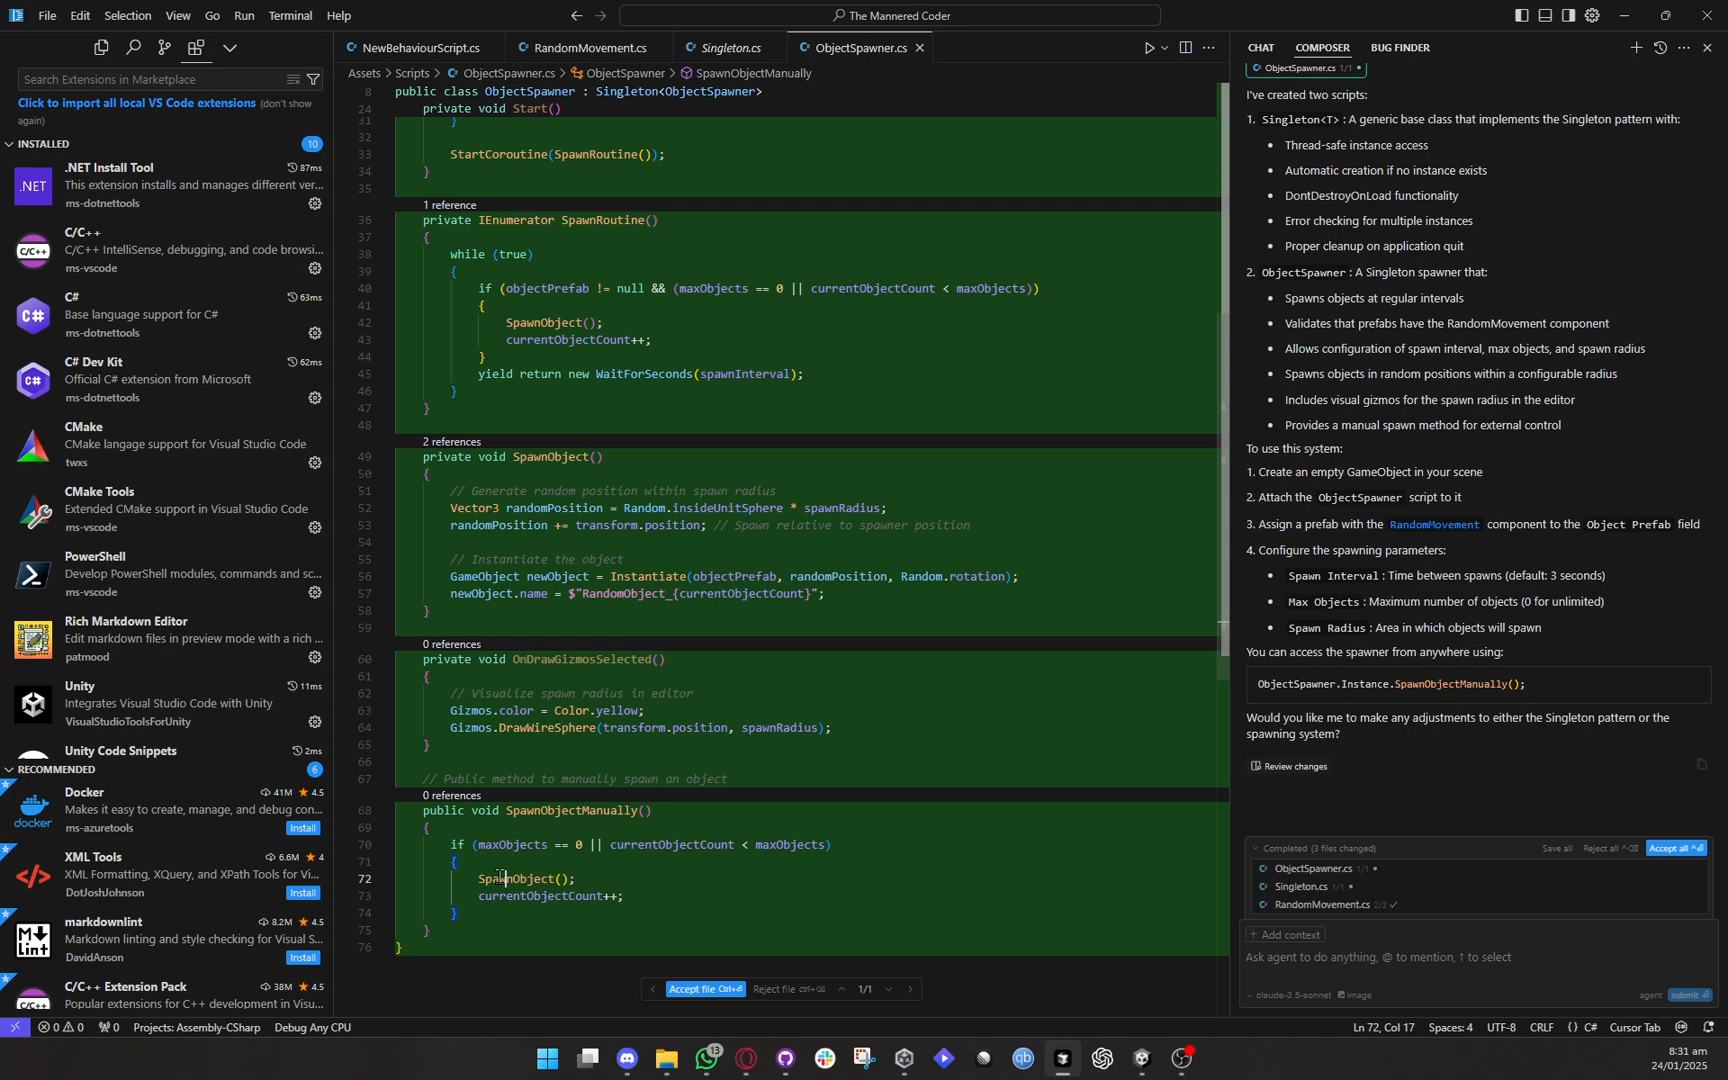 File Edit Selection View Go Run Terminal Help
The Mannered Coder
Search Extensions in Marketplace
Click to import all local VS Code extensions (don't show again)
INSTALLED 10
.NET Install Tool 87ms
This extension installs and manages different ver...
ms-dotnettools
C/C++
C/C++ IntelliSense, debugging, and code browsi...
ms-vscode
C# 63ms
Base language support for C#
ms-dotnettools
C# Dev Kit 62ms
Official C# extension from Microsoft
ms-dotnettools
CMake
CMake langage support for Visual Studio Code
twxs
CMake Tools
Extended CMake support in Visual Studio Code
ms-vscode
PowerShell
Develop PowerShell modules, commands and sc...
ms-vscode
Rich Markdown Editor
Edit markdown files in preview mode with a rich ...
patmood
Unity 11ms
Integrates Visual Studio Code with Unity
VisualStudioToolsForUnity
Unity Code Snippets 2ms
RECOMMENDED 6
Docker 41M 4.5
Makes it easy to create, manage, and debug con...
ms-azuretools Install
XML Tools 6.6M 4
XML Formatting, XQuery, and XPath Tools for Vi...
DotJoshJohnson Install
markdownlint 8.2M 4.5
Markdown linting and style checking for Visual S...
DavidAnson Install
C/C++ Extension Pack 38M 4.5
Popular extensions for C++ development in Visu...
NewBehaviourScript.cs RandomMovement.cs Singleton.cs ObjectSpawner.cs
Assets > Scripts > ObjectSpawner.cs > ObjectSpawner > SpawnObjectManually
8 public class ObjectSpawner : Singleton<ObjectSpawner>
24 private void Start()
31 }
32
33 StartCoroutine(SpawnRoutine());
34 }
35
1 reference
36 private IEnumerator SpawnRoutine()
37 {
38 while (true)
39 {
40 if (objectPrefab != null && (maxObjects == 0 || currentObjectCount < maxObjects))
41 {
42 SpawnObject();
43 currentObjectCount++;
44 }
45 yield return new WaitForSeconds(spawnInterval);
46 }
47 }
48
2 references
49 private void SpawnObject()
50 {
51 // Generate random position within spawn radius
52 Vector3 randomPosition = Random.insideUnitSphere * spawnRadius;
53 randomPosition += transform.position; // Spawn relative to spawner position
54
55 // Instantiate the object
56 GameObject newObject = Instantiate(objectPrefab, randomPosition, Random.rotation);
57 newObject.name = $"RandomObject_{currentObjectCount}";
58 }
59
0 references
60 private void OnDrawGizmosSelected()
61 {
62 // Visualize spawn radius in editor
63 Gizmos.color = Color.yellow;
64 Gizmos.DrawWireSphere(transform.position, spawnRadius);
65 }
66
67 // Public method to manually spawn an object
0 references
68 public void SpawnObjectManually()
69 {
70 if (maxObjects == 0 || currentObjectCount < maxObjects)
71 {
72 SpawnObject();
73 currentObjectCount++;
74 }
75 }
76 }
Accept file Ctrl+⏎ Reject file ctrl+⌫ 1/1
CHAT COMPOSER BUG FINDER
ObjectSpawner.cs 1/1
I've created two scripts:
1. Singleton<T> : A generic base class that implements the Singleton pattern with:
• Thread-safe instance access
• Automatic creation if no instance exists
• DontDestroyOnLoad functionality
• Error checking for multiple instances
• Proper cleanup on application quit
2. ObjectSpawner : A Singleton spawner that:
• Spawns objects at regular intervals
• Validates that prefabs have the RandomMovement component
• Allows configuration of spawn interval, max objects, and spawn radius
• Spawns objects in random positions within a configurable radius
• Includes visual gizmos for the spawn radius in the editor
• Provides a manual spawn method for external control
To use this system:
1. Create an empty GameObject in your scene
2. Attach the ObjectSpawner script to it
3. Assign a prefab with the RandomMovement component to the Object Prefab field
4. Configure the spawning parameters:
• Spawn Interval : Time between spawns (default: 3 seconds)
• Max Objects : Maximum number of objects (0 for unlimited)
• Spawn Radius : Area in which objects will spawn
You can access the spawner from anywhere using:
ObjectSpawner.Instance.SpawnObjectManually();
Would you like me to make any adjustments to either the Singleton pattern or the
spawning system?
Review changes
Completed (3 files changed) Save all Reject all ^⌫ Accept all ^⏎
ObjectSpawner.cs 1/1
Singleton.cs 1/1
RandomMovement.cs 2/2
+ Add context
Ask agent to do anything, @ to mention, ↑ to select
claude-3.5-sonnet image agent submit ⏎
0 0 0 Projects: Assembly-CSharp Debug Any CPU
Ln 72, Col 17 Spaces: 4 UTF-8 CRLF {} C# Cursor Tab
13
8:31 am
24/01/2025